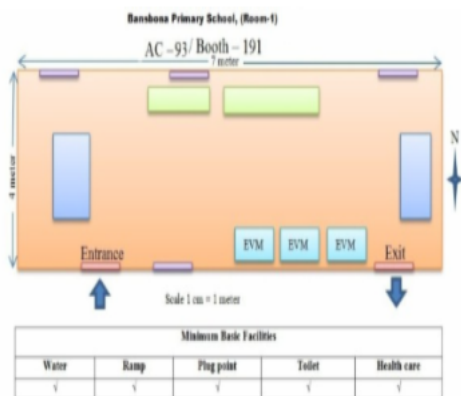 Bansbona Primary School, (Room-1)
AC -93/ Booth - 191
7 meter
4 meter
N
EVM EVM EVM
Entrance
Exit
Scale 1 cm = 1 meter
Minimum Basic Facilities
Water Ramp Plug point Toilet Health care
√ √ √ √ √